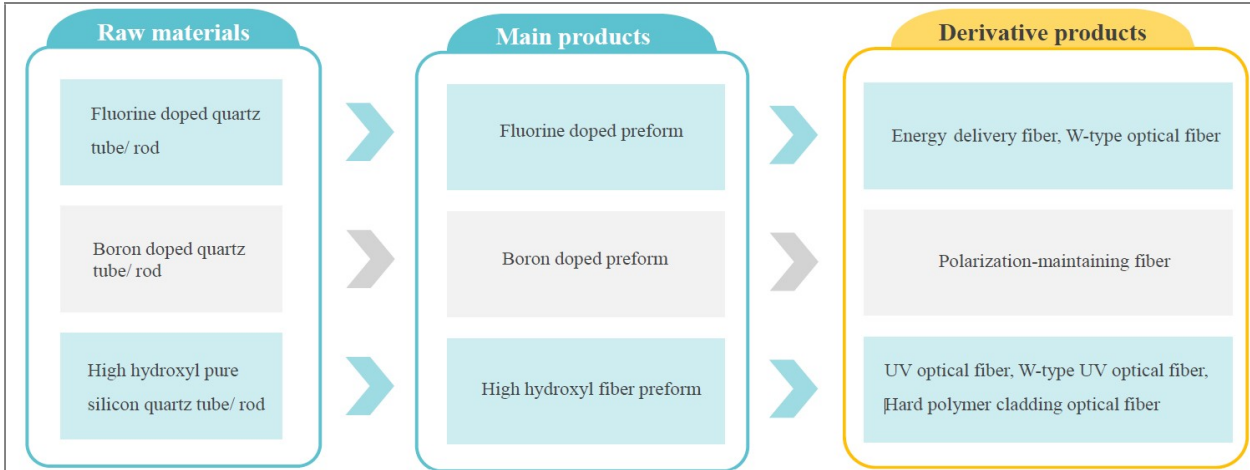 Raw materials
Main products
Derivative products
Fluorine doped quartz
tube/ rod
Fluorine doped preform
Energy delivery fiber, W-type optical fiber
Boron doped quartz
tube/ rod
Boron doped preform
Polarization-maintaining fiber
High hydroxyl pure
silicon quartz tube/ rod
High hydroxyl fiber preform
UV optical fiber, W-type UV optical fiber,
Hard polymer cladding optical fiber